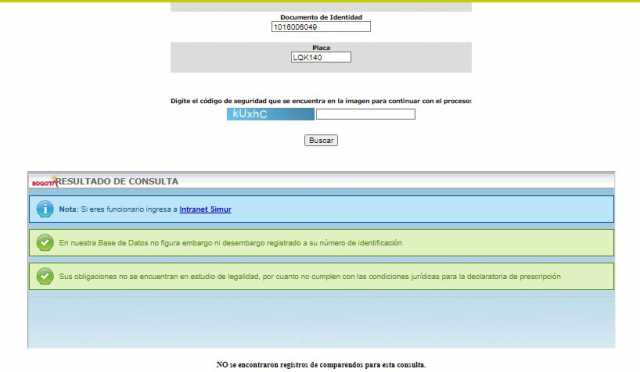 Documento de Identidad
1016006049
Placa
LQK140
Digite el código de seguridad que se encuentra en la imagen para continuar con el proceso:
kUxhC
Buscar
BOGOTÁ RESULTADO DE CONSULTA
Nota: Si eres funcionario ingresa a Intranet Simur
En nuestra Base de Datos no figura embargo ni desembargo registrado a su número de identificación
Sus obligaciones no se encuentran en estudio de legalidad, por cuanto no cumplen con las condiciones jurídicas para la declaratoria de prescripción
NO se encontraron registros de comparendos para esta consulta.